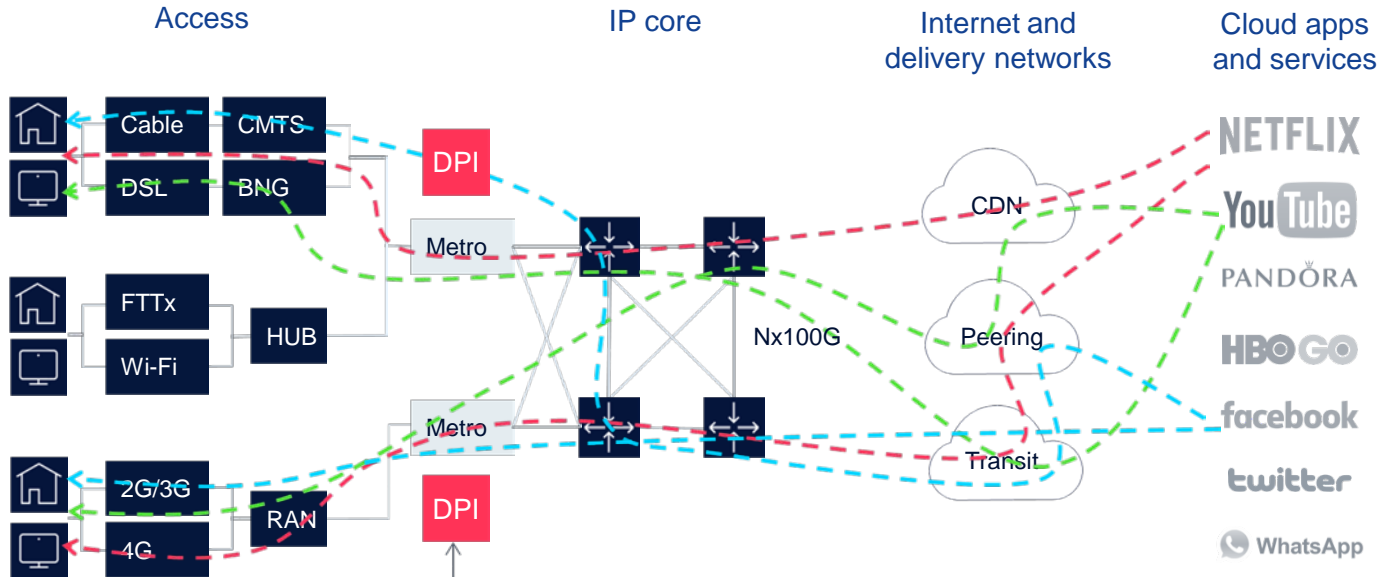 Access
IP core
Internet and
delivery networks
Cloud apps
and services
Cable
CMTS
DPI
NETFLIX
DSL
BNG
CDN
YouTube
Metro
PANDORA
FTTx
HUB
Wi-Fi
Nx100G
Peering
HBO GO
facebook
Metro
Transit
twitter
2G/3G
RAN
DPI
4G
WhatsApp